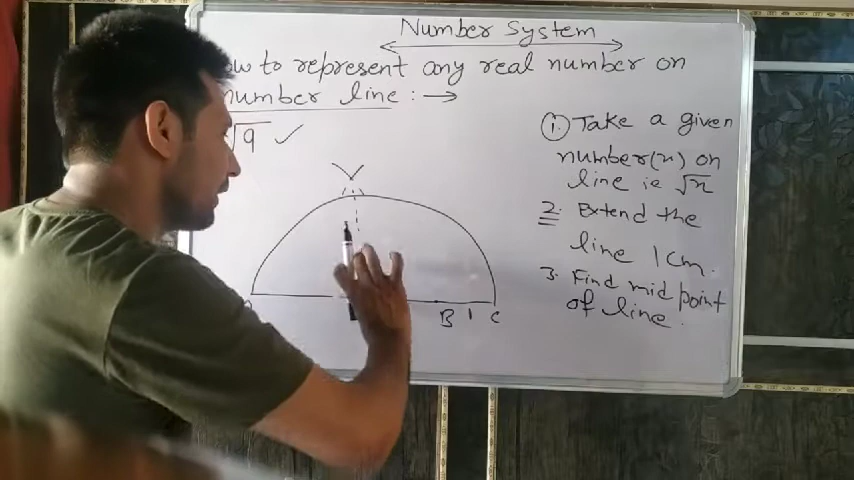 Number System
ow to represent any real number on
number line : →
√9 ✓
① Take a given
number(x) on
line ie √x
2. Extend the
line 1cm.
3. Find mid point
of line.
B 1 C